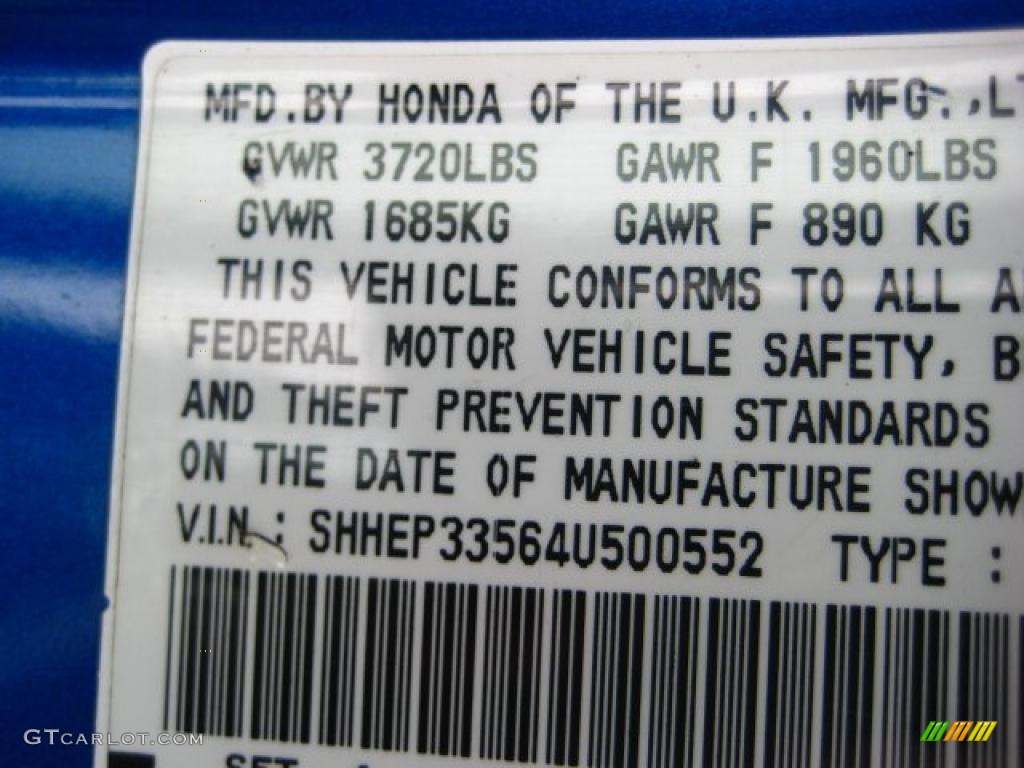 MFD.BY HONDA OF THE U.K. MFG.,LT
GVWR 3720LBS GAWR F 1960LBS
GVWR 1685KG GAWR F 890 KG
THIS VEHICLE CONFORMS TO ALL A
FEDERAL MOTOR VEHICLE SAFETY, B
AND THEFT PREVENTION STANDARDS
ON THE DATE OF MANUFACTURE SHOW
V.I.N. : SHHEP33564U500552 TYPE :
GTCARLOT.COM